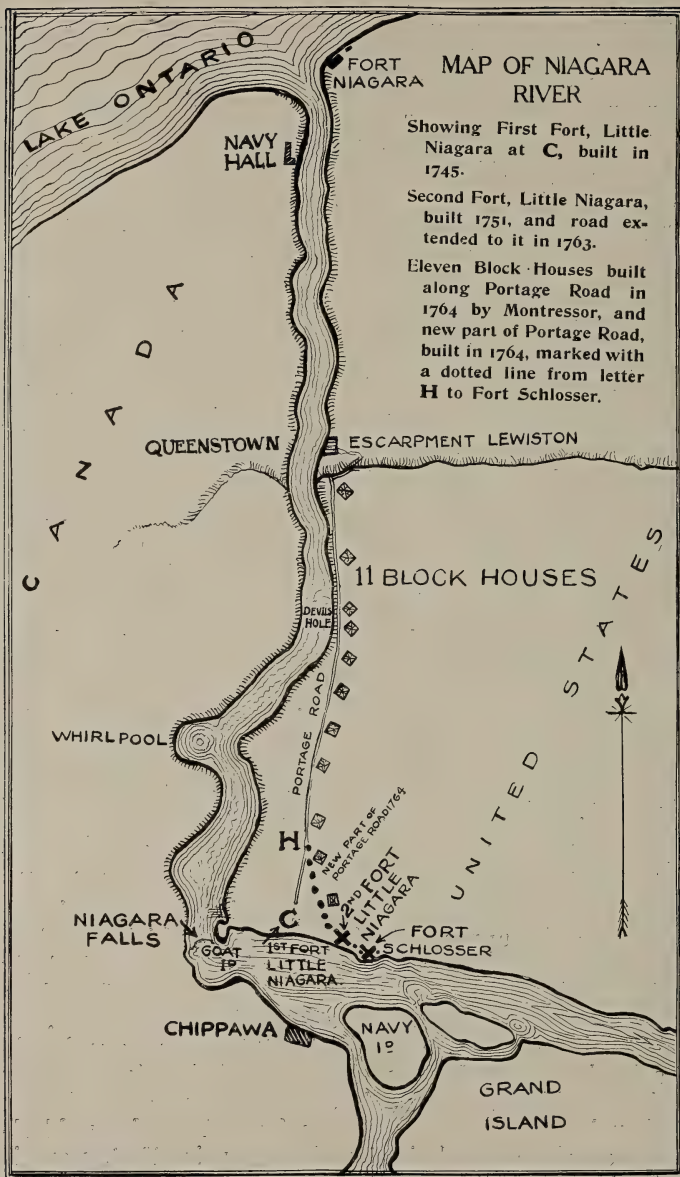 MAP OF NIAGARA
RIVER
Showing First Fort, Little
Niagara at C, built in
1745.
Second Fort, Little Niagara,
built 1751, and road ex-
tended to it in 1763.
Eleven Block Houses built
along Portage Road in
1764 by Montressor, and
new part of Portage Road,
built in 1764, marked with
a dotted line from letter
H to Fort Schlosser.
LAKE ONTARIO
FORT
NIAGARA
NAVY
HALL
CANADA
QUEENSTOWN
ESCARPMENT LEWISTON
11 BLOCK HOUSES
DEVILS
HOLE
UNITED STATES
WHIRLPOOL
PORTAGE ROAD
H
NEW PART OF
PORTAGE ROAD 1764
2ND FORT
LITTLE
NIAGARA
C
NIAGARA
FALLS
GOAT
ID
1ST FORT
LITTLE
NIAGARA.
FORT
SCHLOSSER
CHIPPAWA
NAVY
ID
GRAND
ISLAND